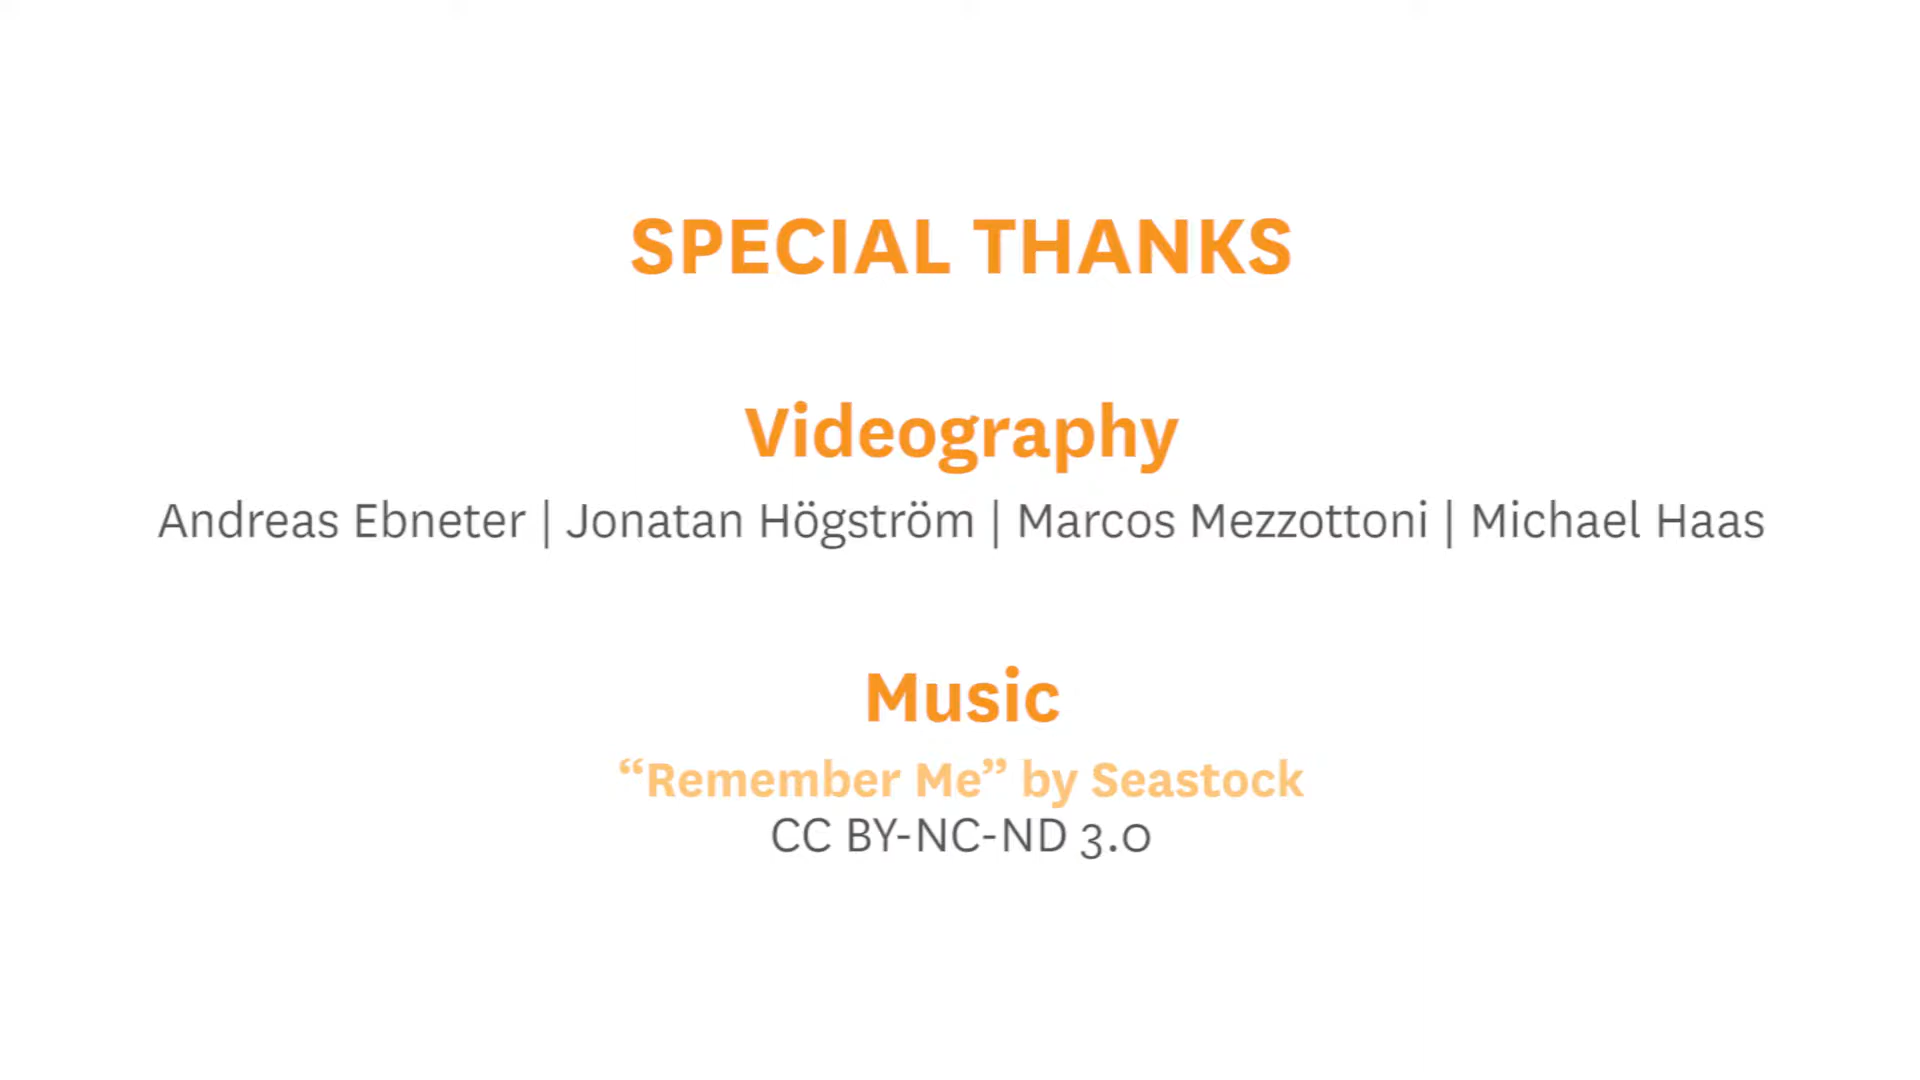 SPECIAL THANKS
Videography
Andreas Ebneter | Jonatan Högström | Marcos Mezzottoni | Michael Haas
Music
“Remember Me” by Seastock
CC BY-NC-ND 3.0